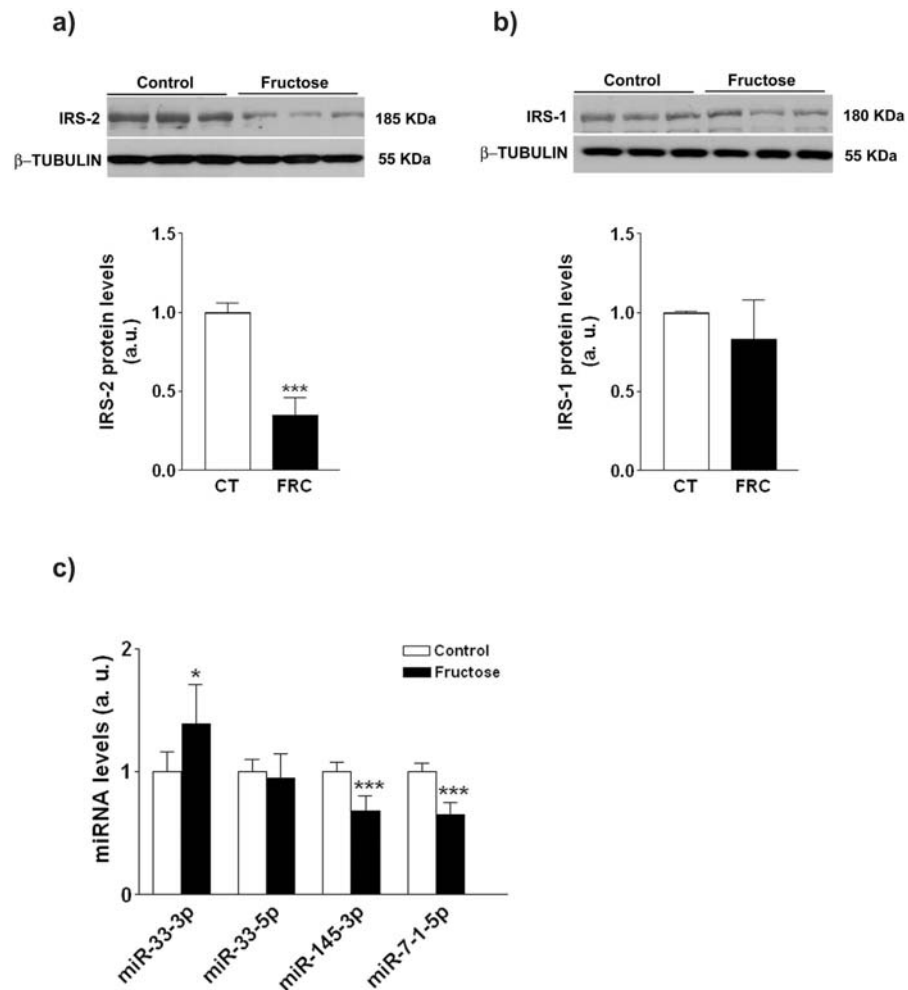 a)
Control Fructose
IRS-2 185 KDa
β–TUBULIN 55 KDa
1.5
1.0
0.5
0.0
IRS-2 protein levels
(a.u.)
***
CT FRC
b)
Control Fructose
IRS-1 180 KDa
β–TUBULIN 55 KDa
1.5
1.0
0.5
0.0
IRS-1 protein levels
(a. u.)
CT FRC
c)
2
1
0
miRNA levels (a. u.)
Control
Fructose
*
***
***
miR-33-3p
miR-33-5p
miR-145-3p
miR-7-1-5p